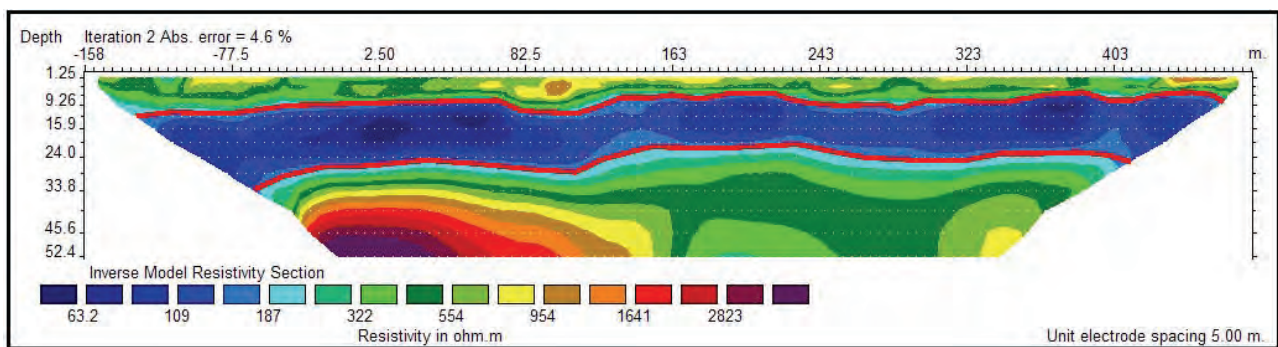 Depth Iteration 2 Abs. error = 4.6 %
-158 -77.5 2.50 82.5 163 243 323 403 m.
1.25
9.26
15.9
24.0
33.8
45.6
52.4
Inverse Model Resistivity Section
63.2 109 187 322 554 954 1641 2823
Resistivity in ohm.m Unit electrode spacing 5.00 m.